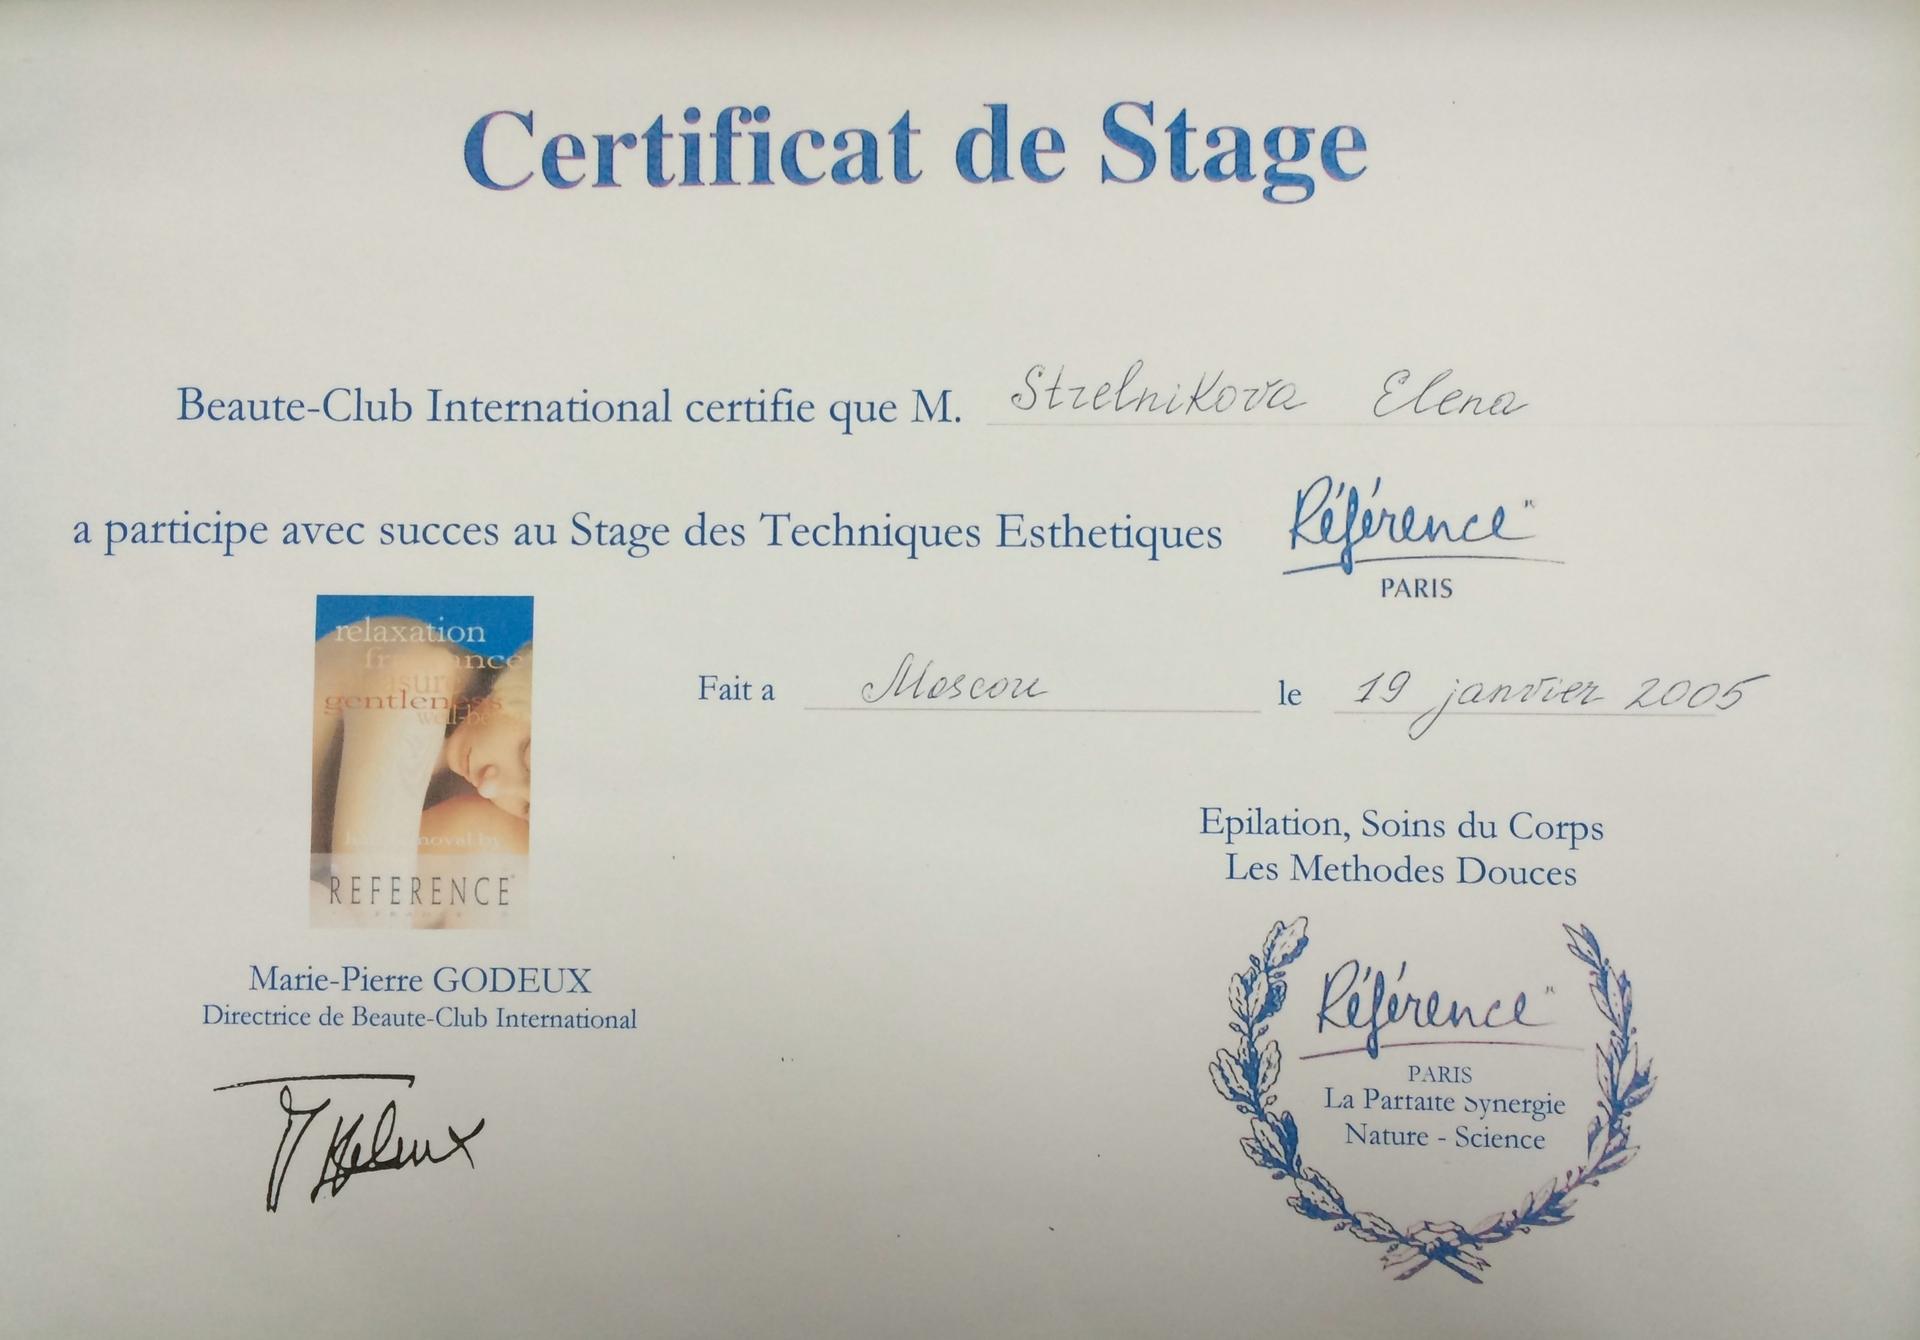 Certificat de Stage
Beaute-Club International certifie que M. Strelnikova Elena
a participe avec succes au Stage des Techniques Esthetiques
Référence
PARIS
relaxation
gentleness
REFERENCE
Fait a Moscou le 19 janvier 2005
Epilation, Soins du Corps
Les Methodes Douces
Marie-Pierre GODEUX
Directrice de Beaute-Club International
Référence
PARIS
La Parfaite Synergie
Nature - Science